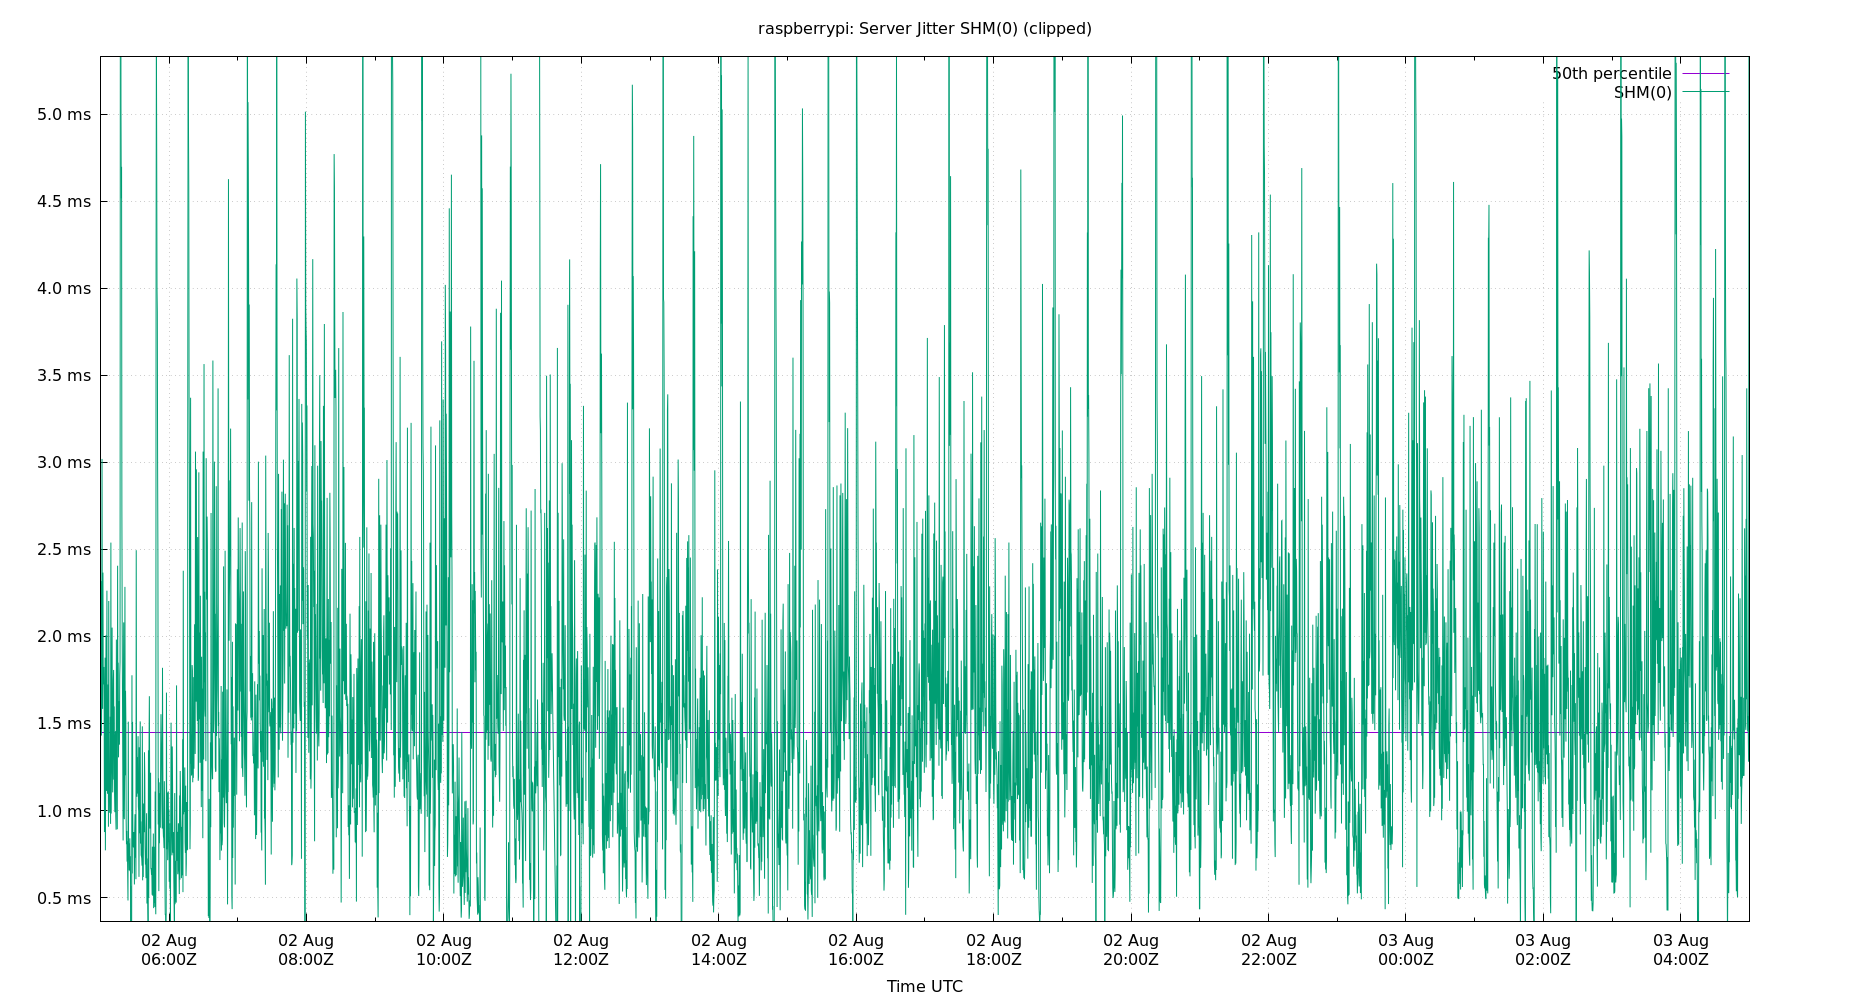 raspberrypi: Server Jitter SHM(0) (clipped)
50th percentile
SHM(0)
5.0 ms
4.5 ms
4.0 ms
3.5 ms
3.0 ms
2.5 ms
2.0 ms
1.5 ms
1.0 ms
0.5 ms
02 Aug 02 Aug 02 Aug 02 Aug 02 Aug 02 Aug 02 Aug 02 Aug 02 Aug 03 Aug 03 Aug 03 Aug
06:00Z 08:00Z 10:00Z 12:00Z 14:00Z 16:00Z 18:00Z 20:00Z 22:00Z 00:00Z 02:00Z 04:00Z
Time UTC